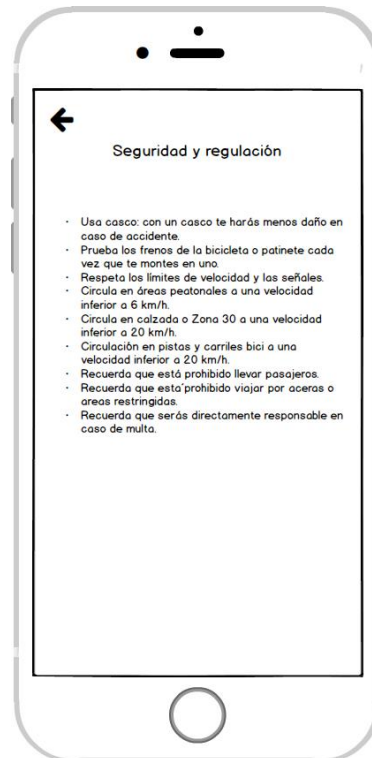 Seguridad y regulación
· Usa casco: con un casco te harás menos daño en
caso de accidente.
· Prueba los frenos de la bicicleta o patinete cada
vez que te montes en uno.
· Respeta los límites de velocidad y las señales.
· Circula en áreas peatonales a una velocidad
inferior a 6 km/h.
· Circula en calzada o Zona 30 a una velocidad
inferior a 20 km/h.
· Circulación en pistas y carriles bici a una
velocidad inferior a 20 km/h.
· Recuerda que está prohibido llevar pasajeros.
· Recuerda que esta´prohibido viajar por aceras o
areas restringidas.
· Recuerda que serás directamente responsable en
caso de multa.